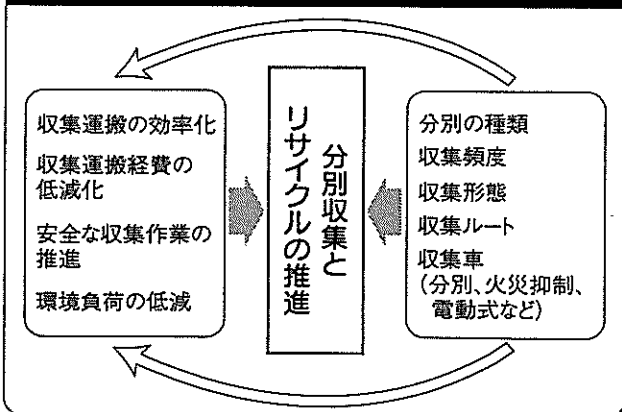 収集運搬の効率化
収集運搬経費の
低減化
安全な収集作業の
推進
環境負荷の低減
分別収集と
リサイクルの推進
分別の種類
収集頻度
収集形態
収集ルート
収集車
(分別、火災抑制、
電動式など)